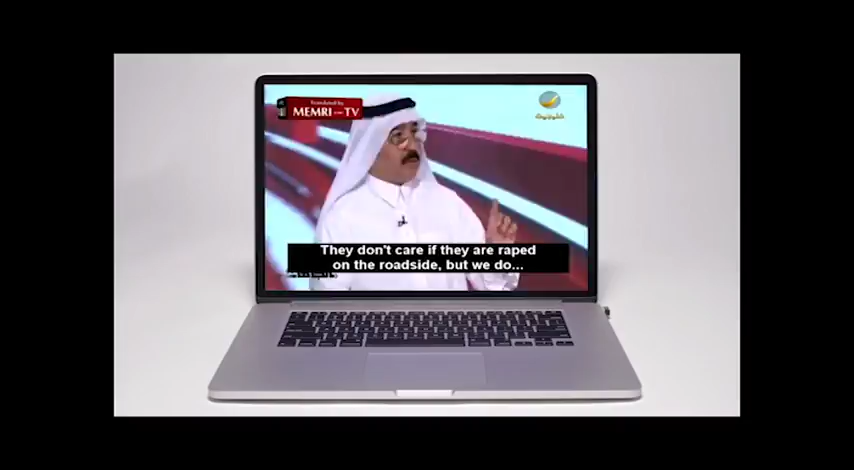 Translated by
MEMRI TV
They don't care if they are raped
on the roadside, but we do...